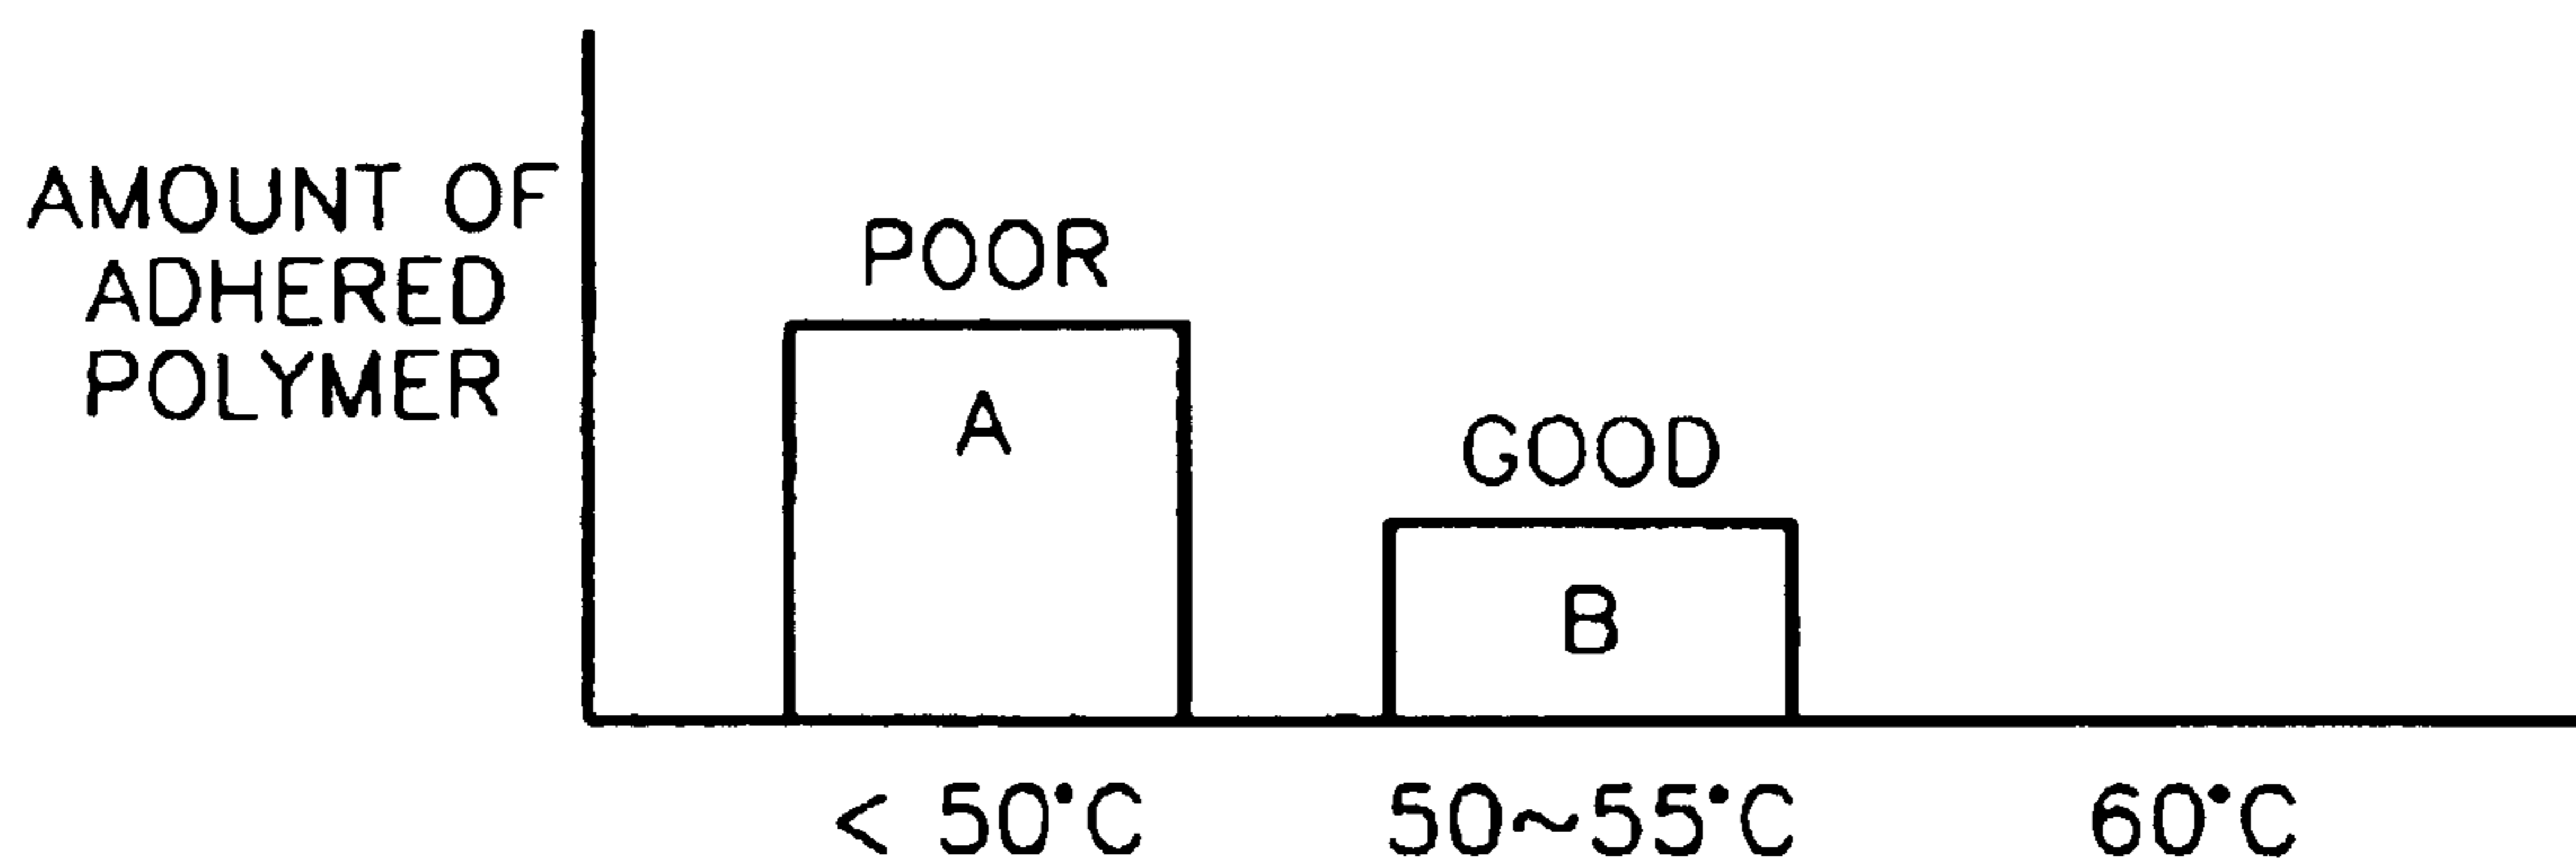 AMOUNT OF
ADHERED
POLYMER
POOR
A
GOOD
B
< 50°C
50~55°C
60°C